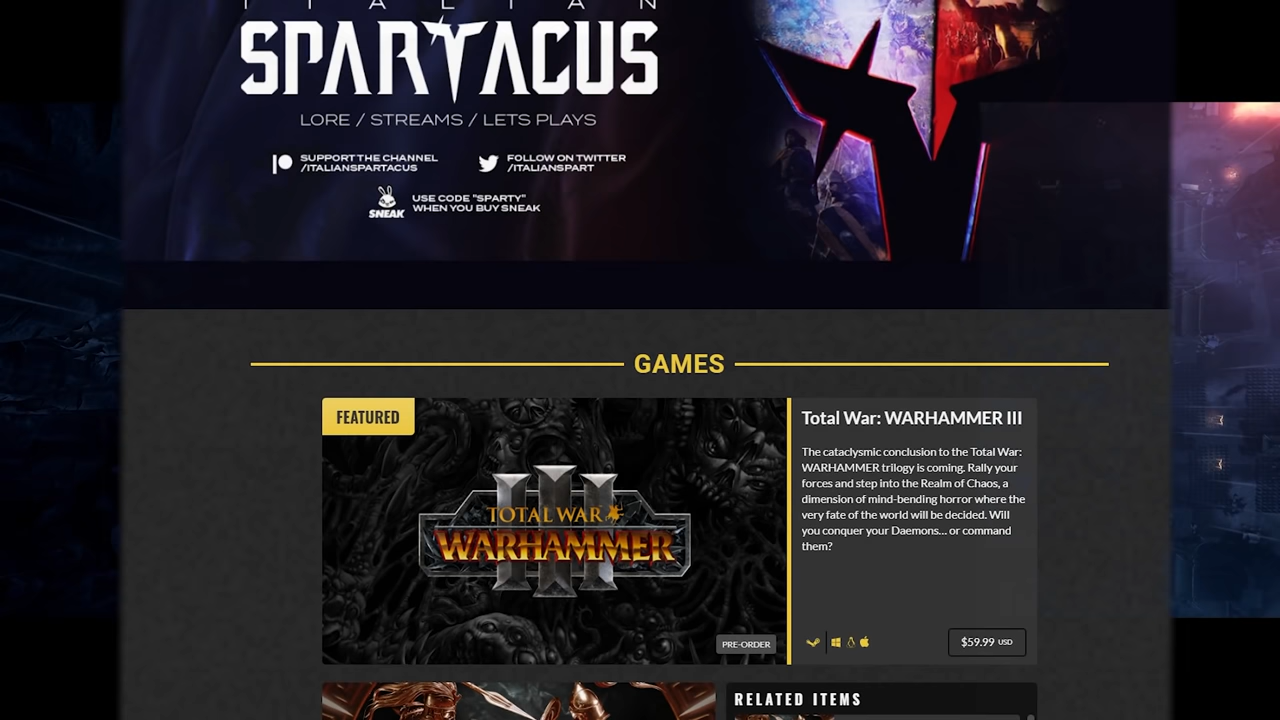 ITALIAN
SPARTACUS
LORE / STREAMS / LETS PLAYS
SUPPORT THE CHANNEL
/ITALIANSPARTACUS
FOLLOW ON TWITTER
/ITALIANSPART
SNEAK
USE CODE "SPARTY"
WHEN YOU BUY SNEAK
GAMES
FEATURED
TOTAL WAR
WARHAMMER
III
PRE-ORDER
Total War: WARHAMMER III
The cataclysmic conclusion to the Total War:
WARHAMMER trilogy is coming. Rally your
forces and step into the Realm of Chaos, a
dimension of mind-bending horror where the
very fate of the world will be decided. Will
you conquer your Daemons... or command
them?
$59.99 USD
RELATED ITEMS